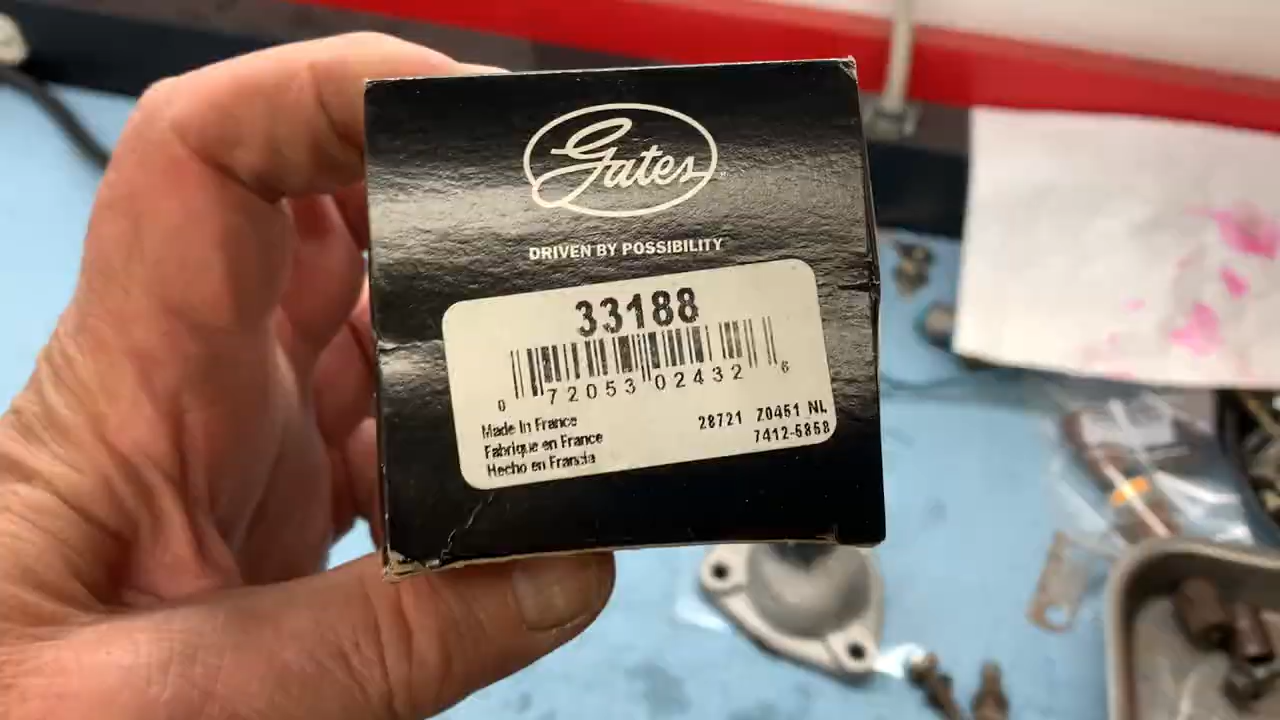 Gates
DRIVEN BY POSSIBILITY
33188
0 72053 02432 6
Made In France
Fabrique en France
Hecho en Francia
28721 Z0451 NL
7412-5858